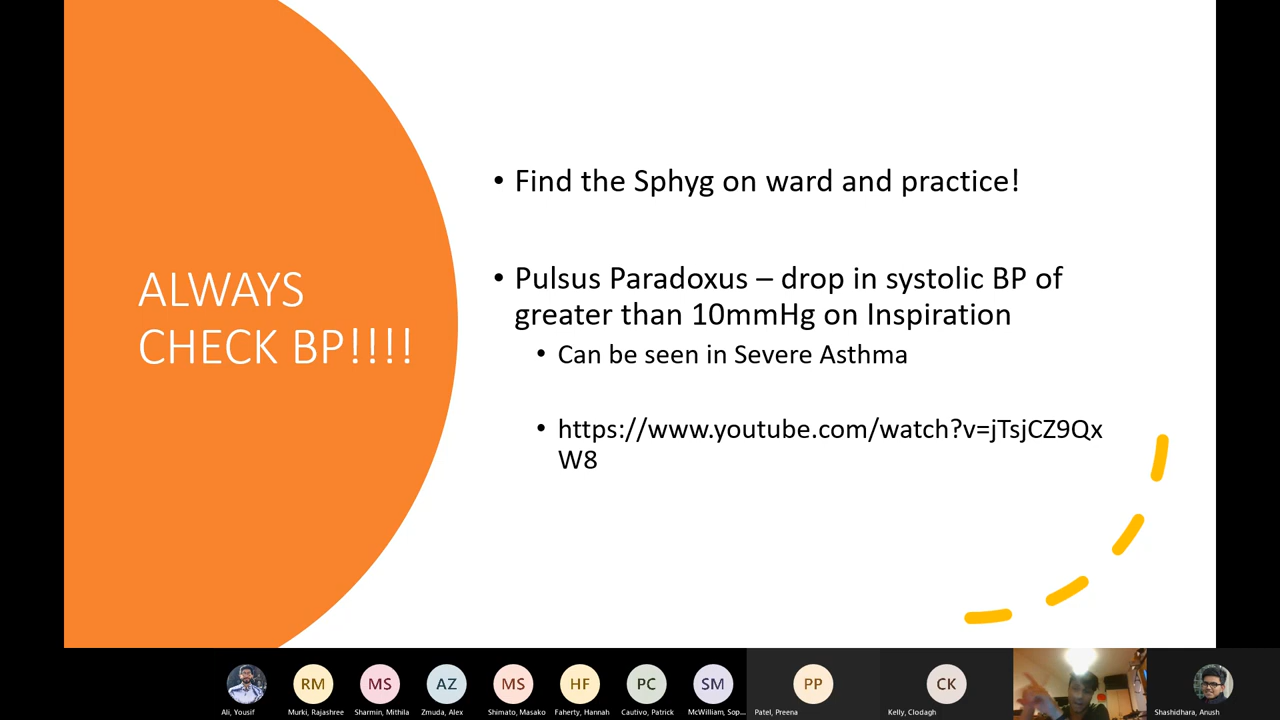 ALWAYS
CHECK BP!!!!
• Find the Sphyg on ward and practice!
• Pulsus Paradoxus – drop in systolic BP of
greater than 10mmHg on Inspiration
• Can be seen in Severe Asthma
• https://www.youtube.com/watch?v=jTsjCZ9Qx
W8
RM MS AZ MS HF PC SM PP CK
Ali, Yousif Murki, Rajashree Sharmin, Mithila Zmuda, Alex Shimato, Masako Faherty, Hannah Cautivo, Patrick McWilliam, Sop... Patel, Preena Kelly, Clodagh Shashidhara, Anush